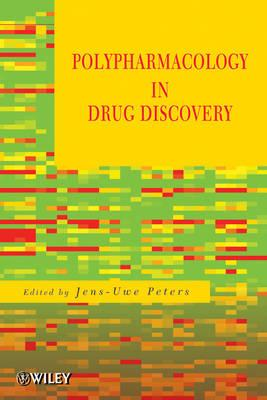 POLYPHARMACOLOGY
IN
DRUG DISCOVERY
Edited by Jens-Uwe Peters
WILEY